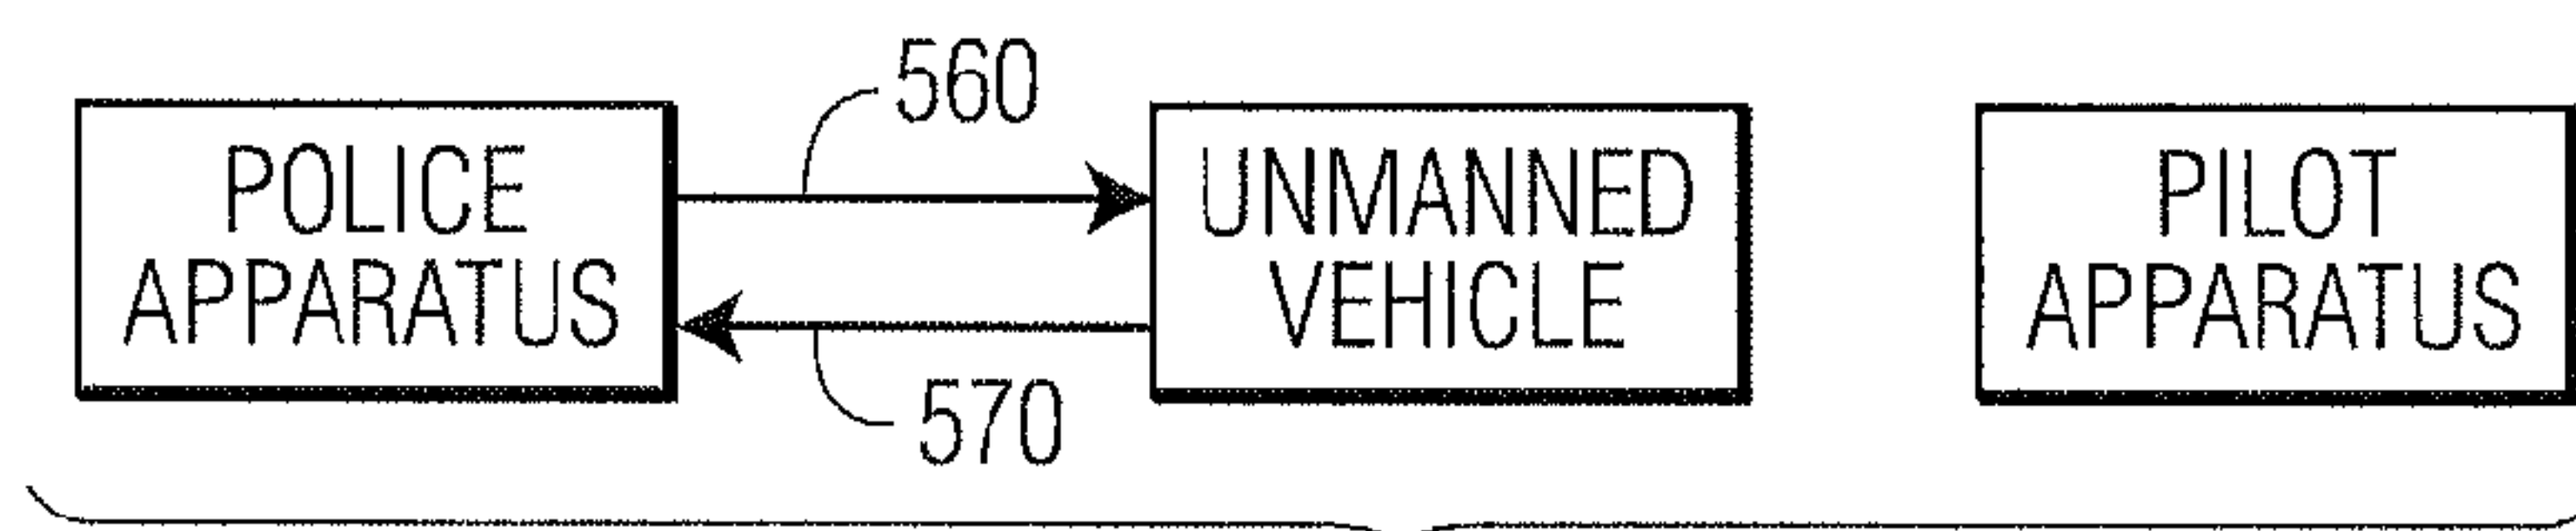 560
POLICE
APPARATUS
UNMANNED
VEHICLE
PILOT
APPARATUS
570